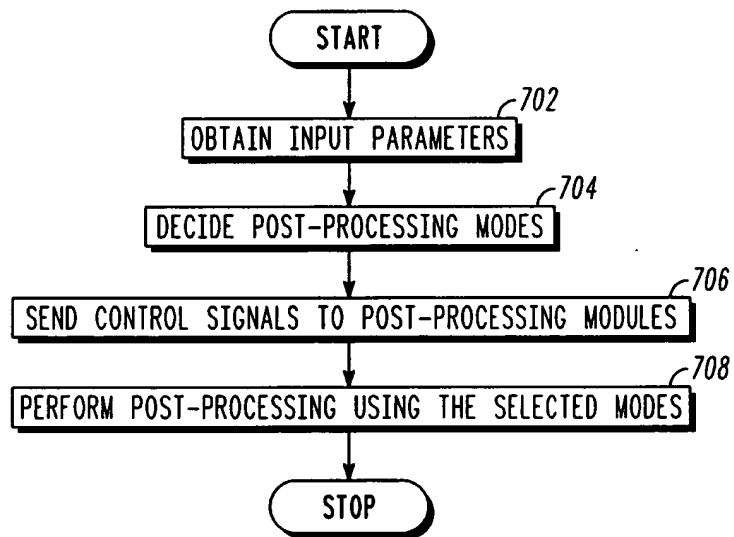 START
702
OBTAIN INPUT PARAMETERS
704
DECIDE POST-PROCESSING MODES
706
SEND CONTROL SIGNALS TO POST-PROCESSING MODULES
708
PERFORM POST-PROCESSING USING THE SELECTED MODES
STOP